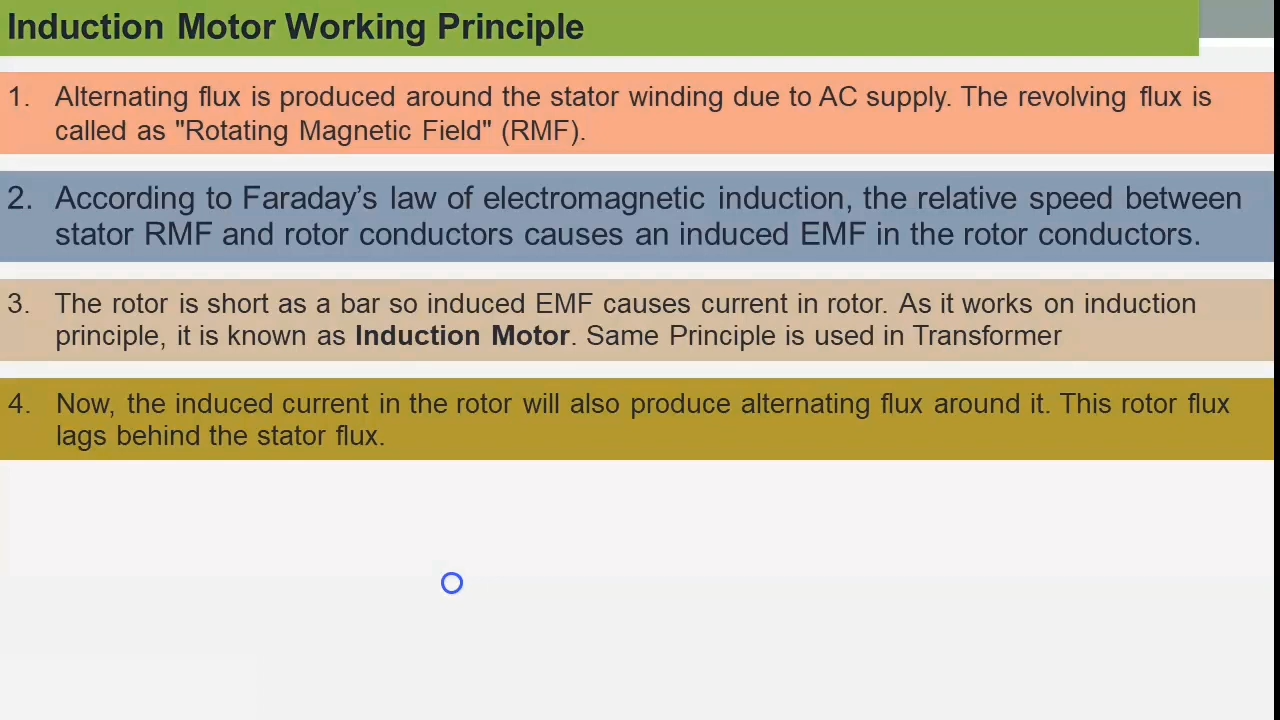 Induction Motor Working Principle
1. Alternating flux is produced around the stator winding due to AC supply. The revolving flux is
called as "Rotating Magnetic Field" (RMF).
2. According to Faraday’s law of electromagnetic induction, the relative speed between
stator RMF and rotor conductors causes an induced EMF in the rotor conductors.
3. The rotor is short as a bar so induced EMF causes current in rotor. As it works on induction
principle, it is known as Induction Motor. Same Principle is used in Transformer
4. Now, the induced current in the rotor will also produce alternating flux around it. This rotor flux
lags behind the stator flux.